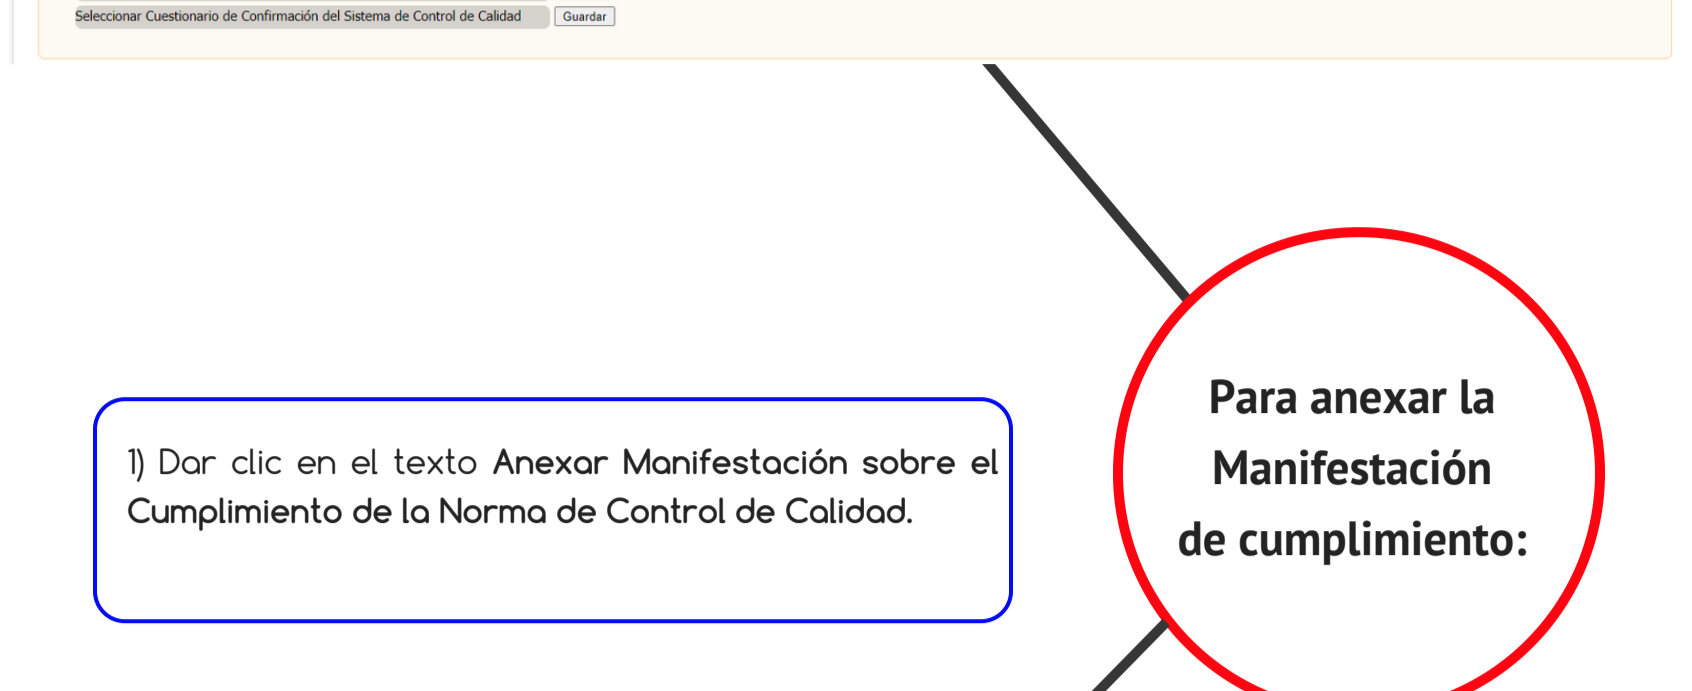 Seleccionar Cuestionario de Confirmación del Sistema de Control de Calidad Guardar
1) Dar clic en el texto Anexar Manifestación sobre el
Cumplimiento de la Norma de Control de Calidad.
Para anexar la
Manifestación
de cumplimiento: